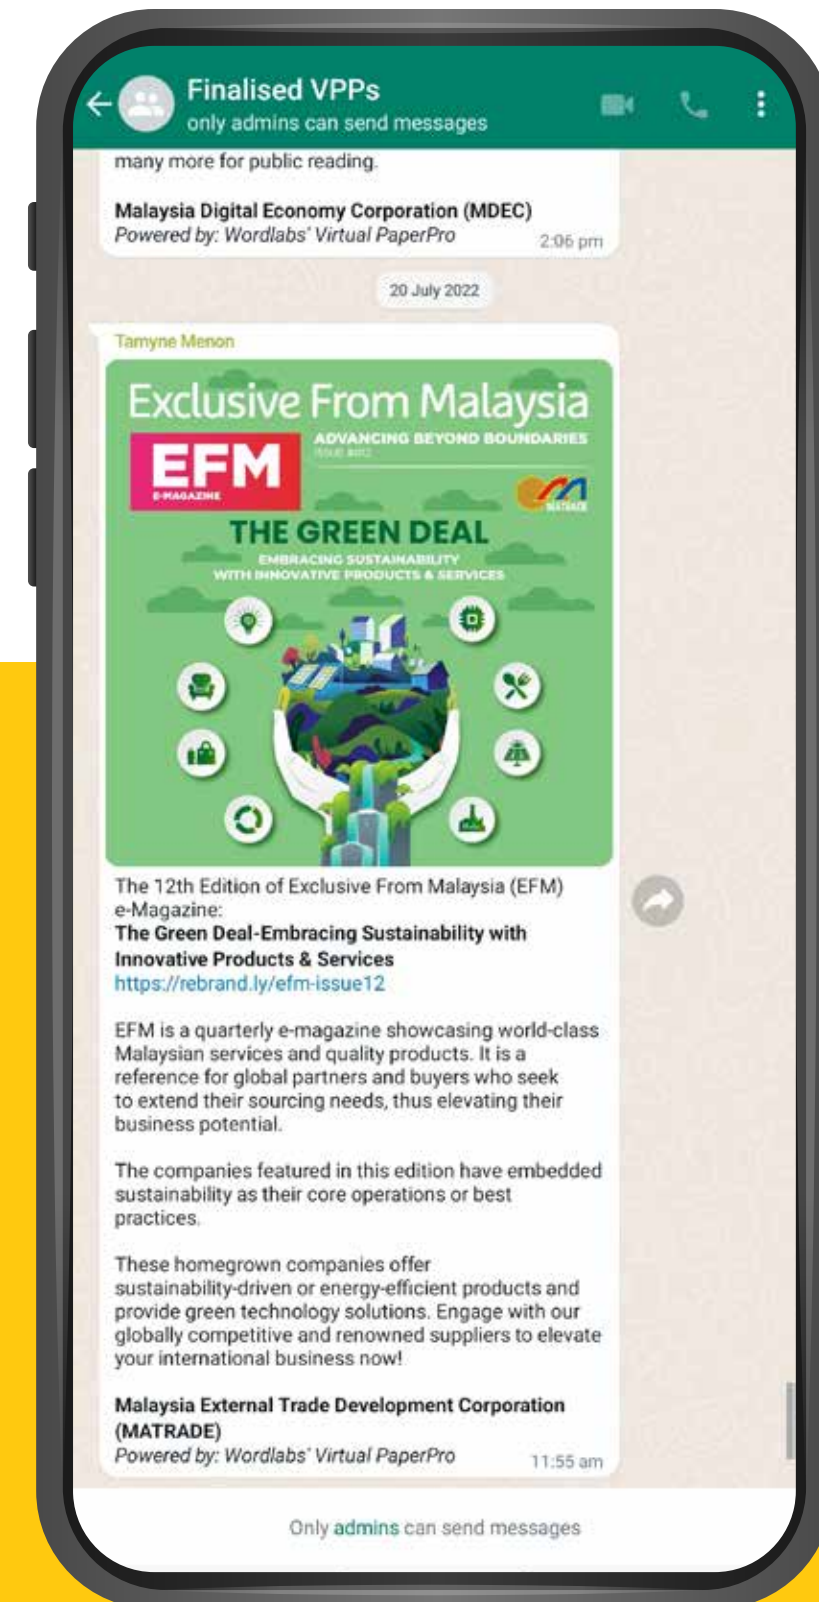 Finalised VPPs
only admins can send messages
many more for public reading.
Malaysia Digital Economy Corporation (MDEC)
Powered by: Wordlabs' Virtual PaperPro
2:06 pm
20 July 2022
Tamyne Menon
Exclusive From Malaysia
EFM
E-MAGAZINE
ADVANCING BEYOND BOUNDARIES
ISSUE #012
MATRADE
THE GREEN DEAL
EMBRACING SUSTAINABILITY
WITH INNOVATIVE PRODUCTS & SERVICES
The 12th Edition of Exclusive From Malaysia (EFM)
e-Magazine:
The Green Deal-Embracing Sustainability with
Innovative Products & Services
https://rebrand.ly/efm-issue12
EFM is a quarterly e-magazine showcasing world-class
Malaysian services and quality products. It is a
reference for global partners and buyers who seek
to extend their sourcing needs, thus elevating their
business potential.
The companies featured in this edition have embedded
sustainability as their core operations or best
practices.
These homegrown companies offer
sustainability-driven or energy-efficient products and
provide green technology solutions. Engage with our
globally competitive and renowned suppliers to elevate
your international business now!
Malaysia External Trade Development Corporation
(MATRADE)
Powered by: Wordlabs' Virtual PaperPro
11:55 am
Only admins can send messages